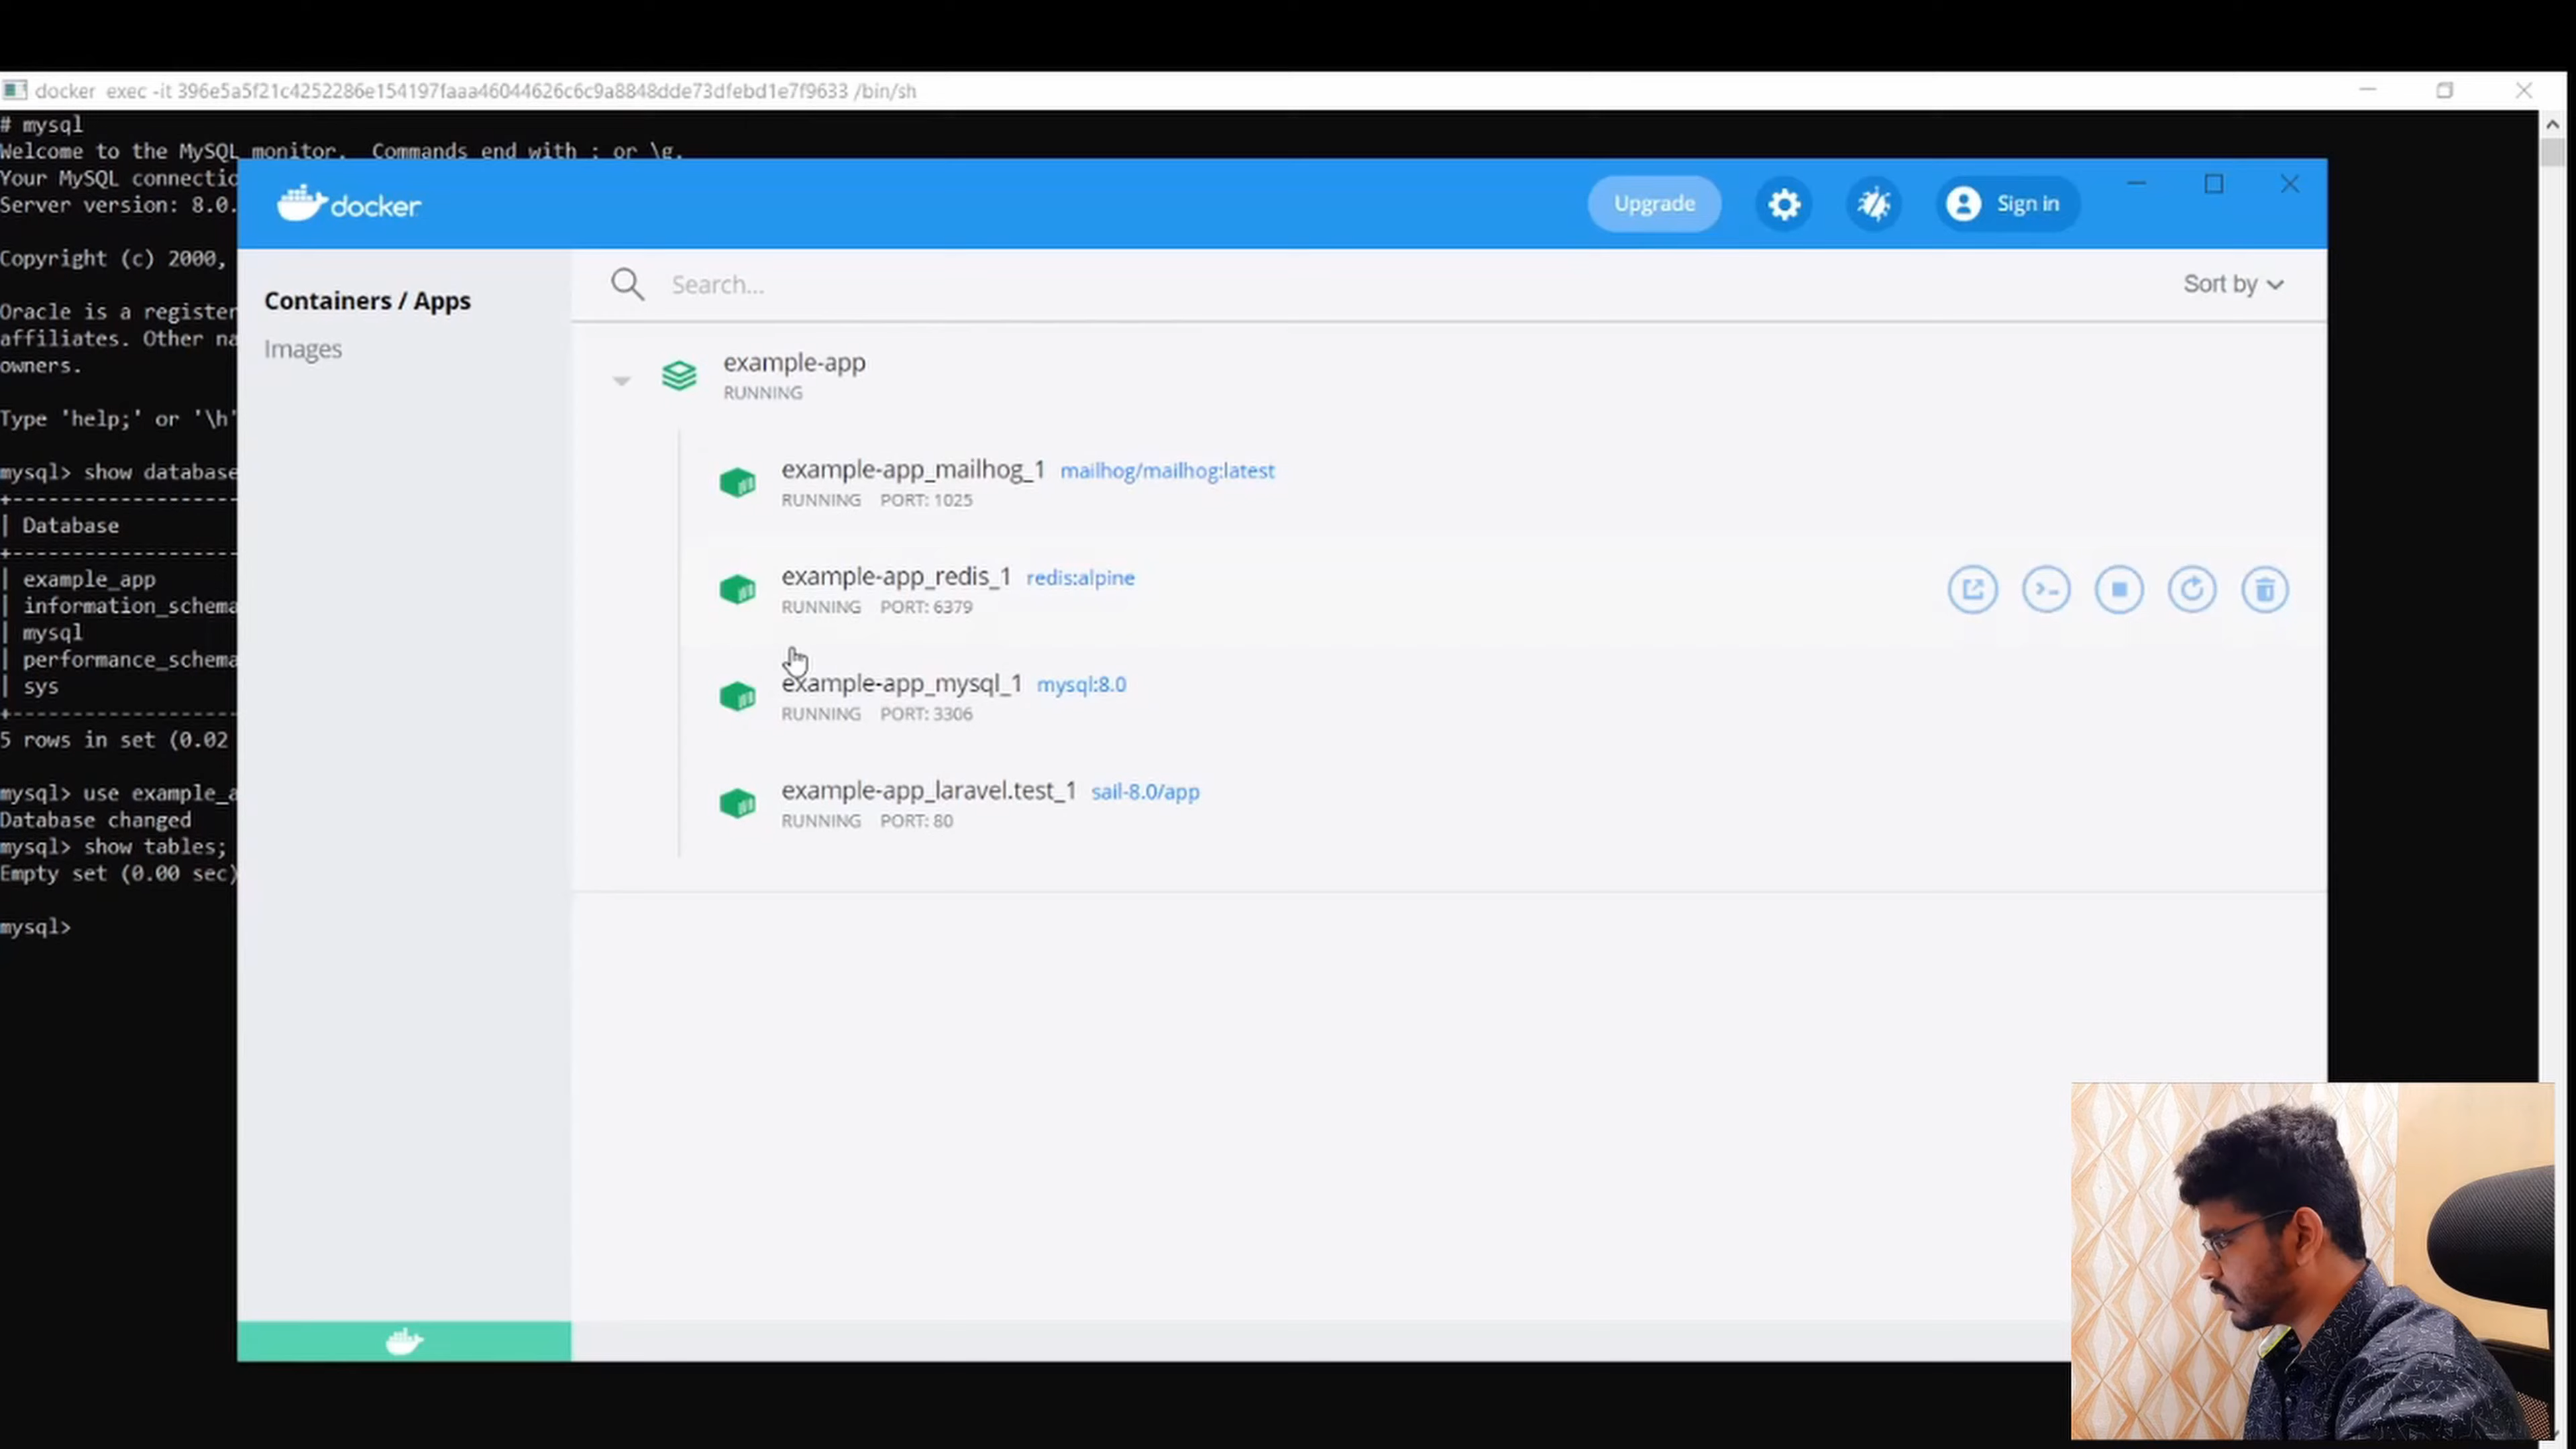 docker exec -it 396e5a5f21c4252286e154197faaa46044626c6c9a8848dde73dfebd1e7f9633 /bin/sh
# mysql
Welcome to the MySQL monitor. Commands end with ; or \g.
Your MySQL connectio
Server version: 8.0.
Copyright (c) 2000,
Oracle is a register
affiliates. Other na
owners.
Type 'help;' or '\h'
mysql> show database
| Database
| example_app
| information_schema
| mysql
| performance_schema
| sys
5 rows in set (0.02
mysql> use example_a
Database changed
mysql> show tables;
Empty set (0.00 sec)
mysql>
docker
Upgrade
Sign in
Containers / Apps
Images
Search...
Sort by
example-app
RUNNING
example-app_mailhog_1 mailhog/mailhog:latest
RUNNING PORT: 1025
example-app_redis_1 redis:alpine
RUNNING PORT: 6379
example-app_mysql_1 mysql:8.0
RUNNING PORT: 3306
example-app_laravel.test_1 sail-8.0/app
RUNNING PORT: 80